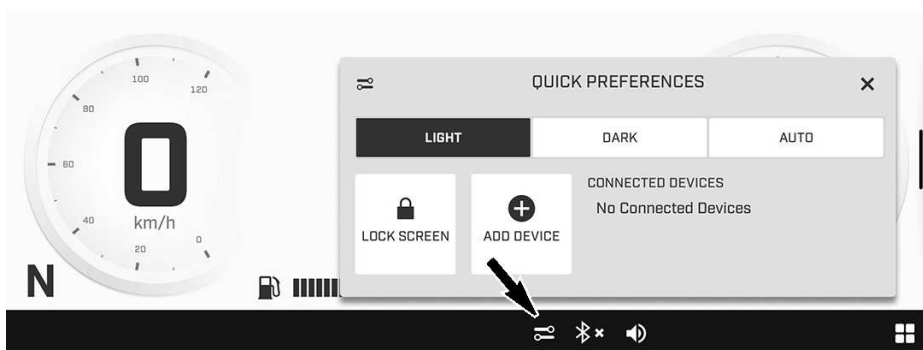 100
120
80
60
0
km/h
40
20
0
N
QUICK PREFERENCES
LIGHT
DARK
AUTO
LOCK SCREEN
ADD DEVICE
CONNECTED DEVICES
No Connected Devices